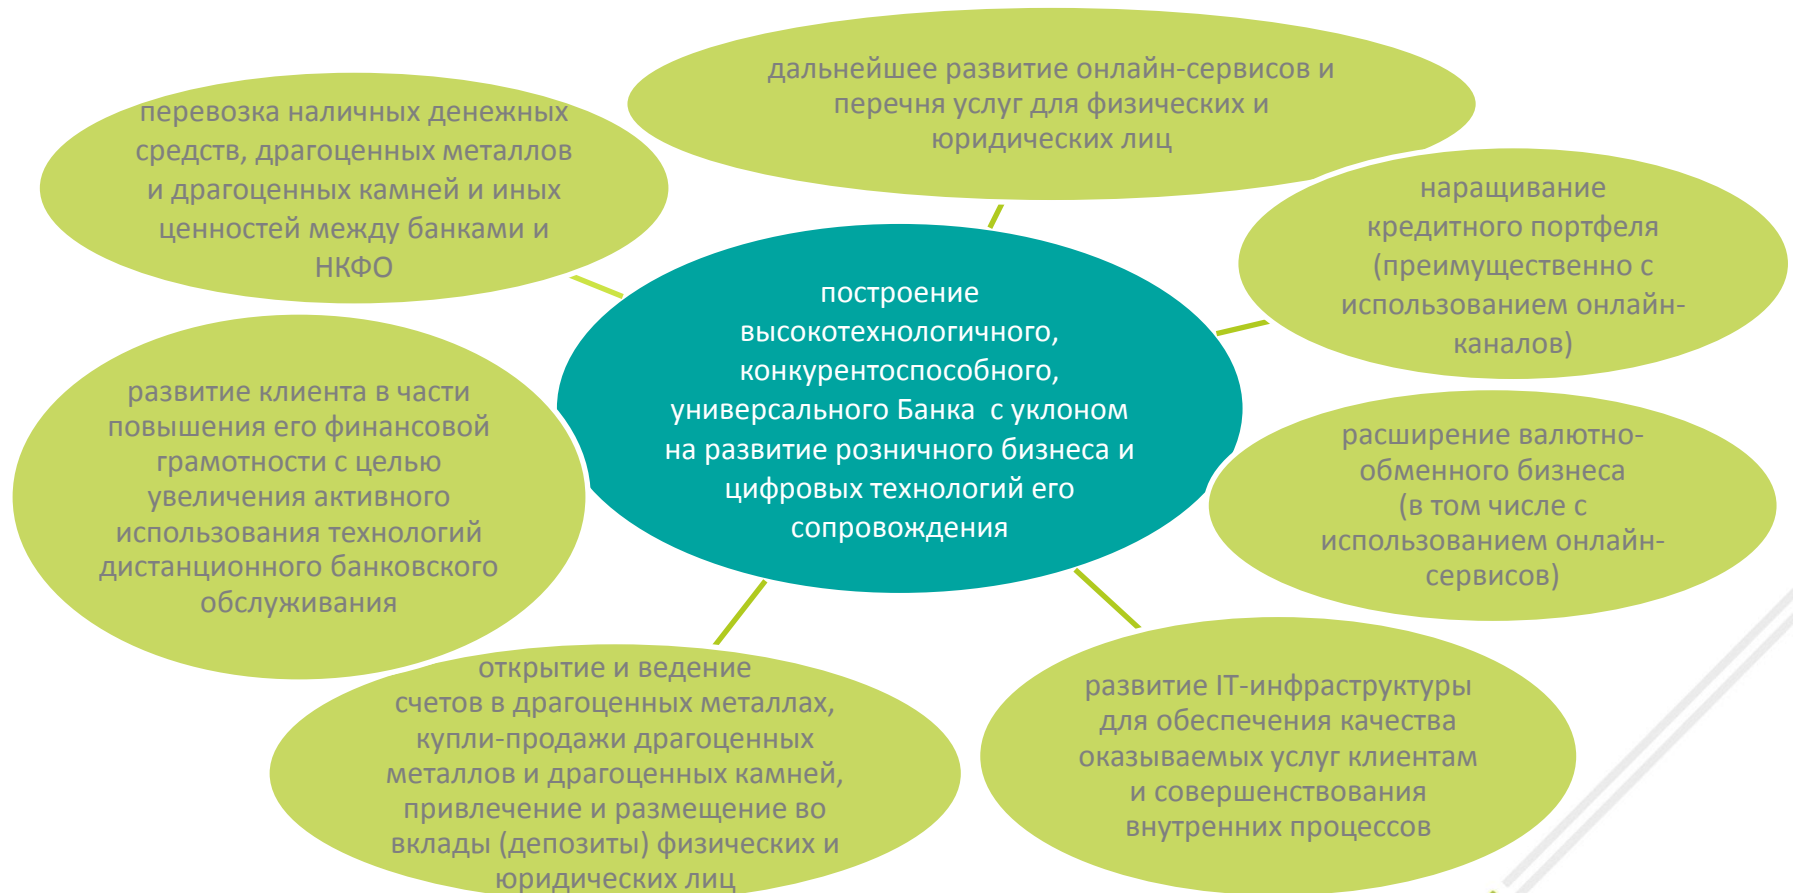 дальнейшее развитие онлайн-сервисов и
перечня услуг для физических и
юридических лиц
перевозка наличных денежных
средств, драгоценных металлов
и драгоценных камней и иных
ценностей между банками и
НКФО
наращивание
кредитного портфеля
(преимущественно с
использованием онлайн-
каналов)
построение
высокотехнологичного,
конкурентоспособного,
универсального Банка с уклоном
на развитие розничного бизнеса и
цифровых технологий его
сопровождения
развитие клиента в части
повышения его финансовой
грамотности с целью
увеличения активного
использования технологий
дистанционного банковского
обслуживания
расширение валютно-
обменного бизнеса
(в том числе с
использованием онлайн-
сервисов)
открытие и ведение
счетов в драгоценных металлах,
купли-продажи драгоценных
металлов и драгоценных камней,
привлечение и размещение во
вклады (депозиты) физических и
юридических лиц
развитие IT-инфраструктуры
для обеспечения качества
оказываемых услуг клиентам
и совершенствования
внутренних процессов